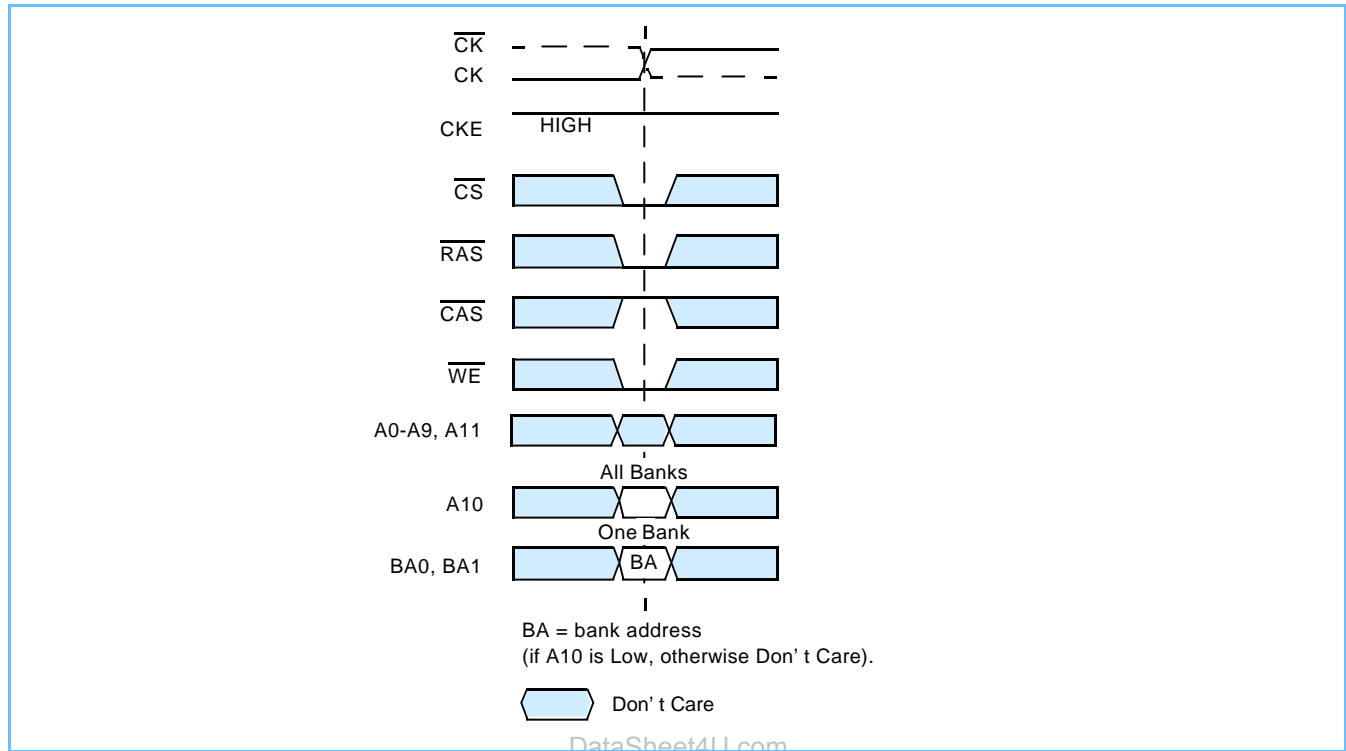 CK
CK
CKE HIGH
CS
RAS
CAS
WE
A0-A9, A11
All Banks
A10
One Bank
BA0, BA1 BA
BA = bank address
(if A10 is Low, otherwise Don' t Care).
Don' t Care
DataSheet4U.com